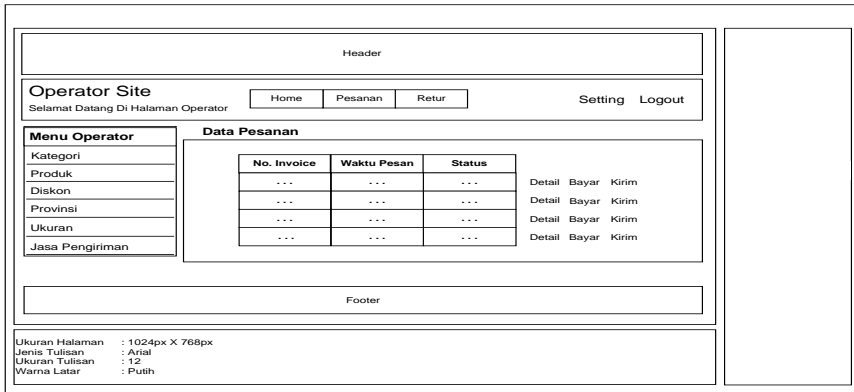 Header
Operator Site
Selamat Datang Di Halaman Operator
Home Pesanan Retur
Setting Logout
Menu Operator
Kategori
Produk
Diskon
Provinsi
Ukuran
Jasa Pengiriman
Data Pesanan
No. Invoice Waktu Pesan Status
... ... ... Detail Bayar Kirim
... ... ... Detail Bayar Kirim
... ... ... Detail Bayar Kirim
... ... ... Detail Bayar Kirim
Footer
Ukuran Halaman : 1024px X 768px
Jenis Tulisan : Arial
Ukuran Tulisan : 12
Warna Latar : Putih